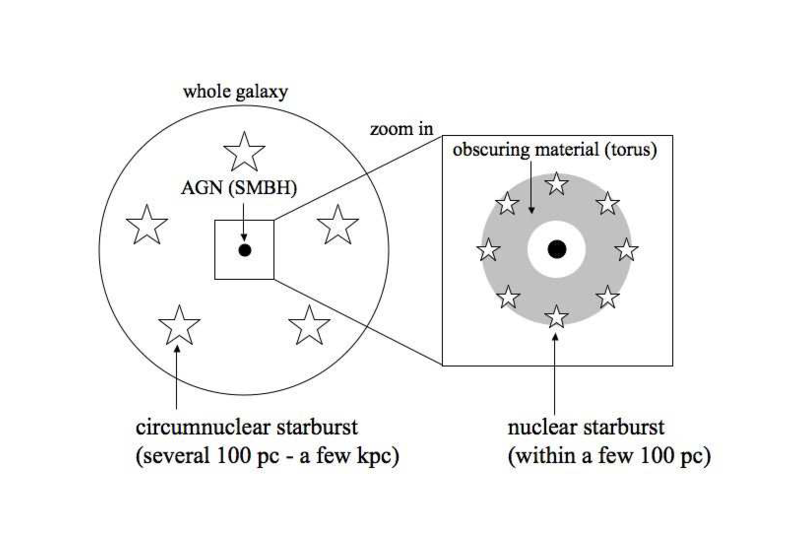 whole galaxy
zoom in
obscuring material (torus)
AGN (SMBH)
circumnuclear starburst
(several 100 pc - a few kpc)
nuclear starburst
(within a few 100 pc)